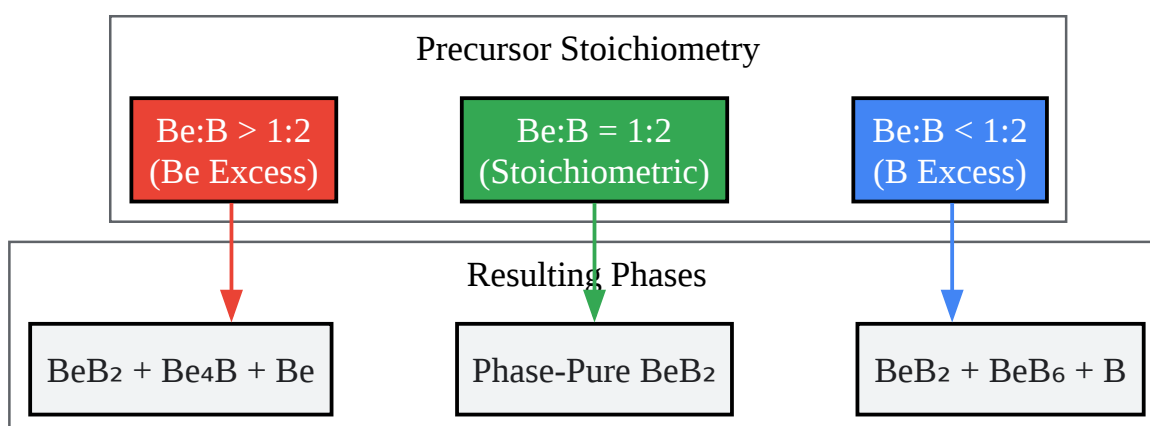 Precursor Stoichiometry
Be:B > 1:2
(Be Excess)
Be:B = 1:2
(Stoichiometric)
Be:B < 1:2
(B Excess)
Resulting Phases
BeB₂ + Be₄B + Be
Phase-Pure BeB₂
BeB₂ + BeB₆ + B